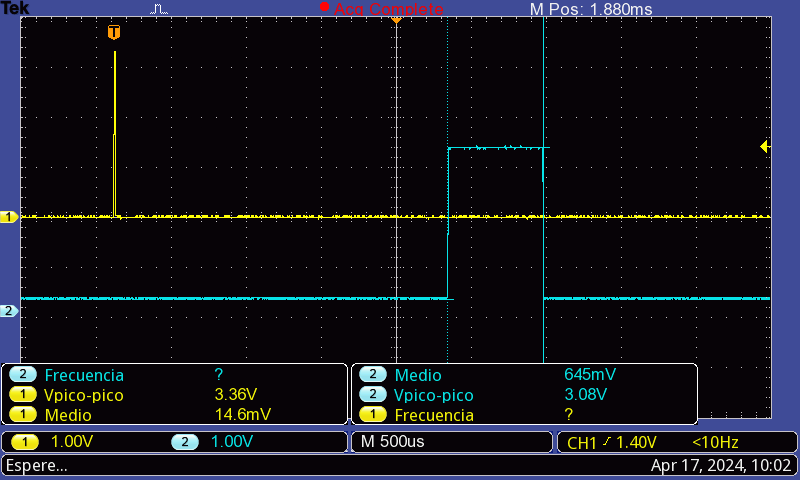 Tek Acq Complete M Pos: 1.880ms
T
1
2
2 Frecuencia ?
1 Vpico-pico 3.36V
1 Medio 14.6mV
2 Medio 645mV
2 Vpico-pico 3.08V
1 Frecuencia ?
1 1.00V 2 1.00V M 500us CH1 1.40V <10Hz
Espere... Apr 17, 2024, 10:02